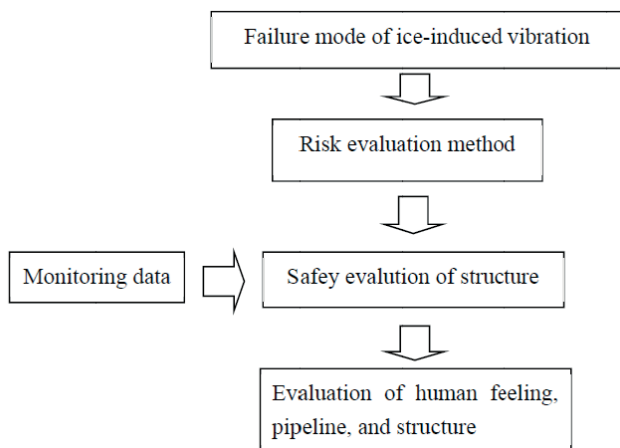 Failure mode of ice-induced vibration
Risk evaluation method
Monitoring data
Safey evalution of structure
Evaluation of human feeling,
pipeline, and structure